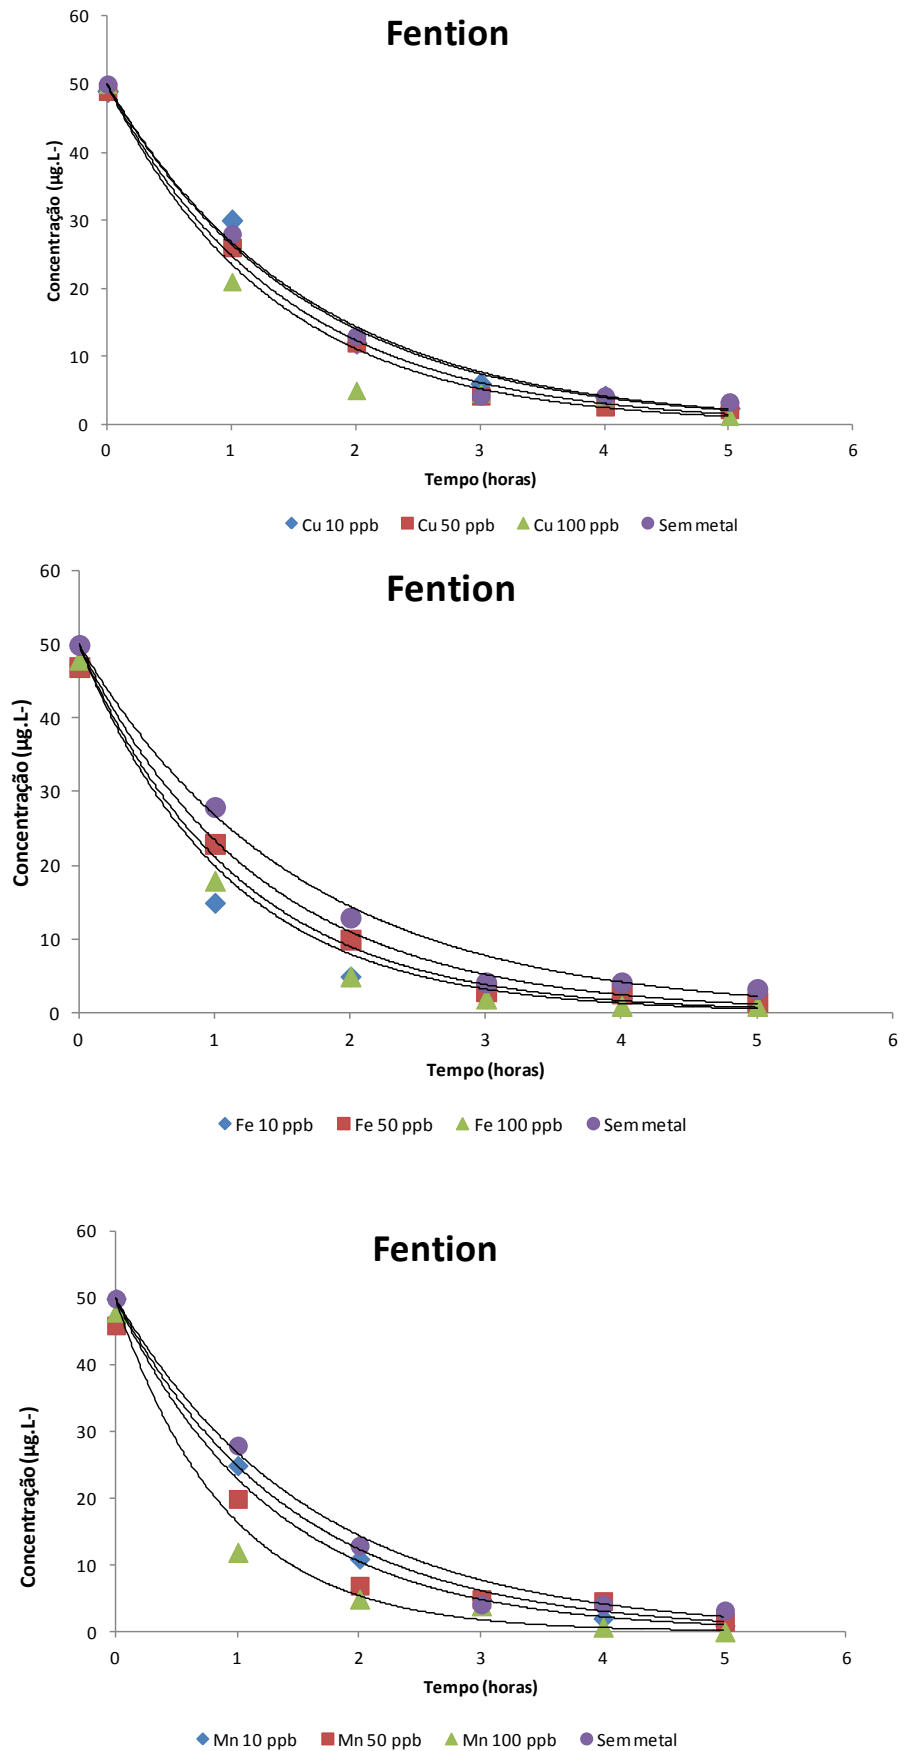 Fention
60
50
40
30
20
10
0
Concentração (µg.L-)
0 1 2 3 4 5 6
Tempo (horas)
Cu 10 ppb Cu 50 ppb Cu 100 ppb Sem metal
Fention
60
50
40
30
20
10
0
Concentração (µg.L-)
0 1 2 3 4 5 6
Tempo (horas)
Fe 10 ppb Fe 50 ppb Fe 100 ppb Sem metal
Fention
60
50
40
30
20
10
0
Concentração (µg.L-)
0 1 2 3 4 5 6
Tempo (horas)
Mn 10 ppb Mn 50 ppb Mn 100 ppb Sem metal